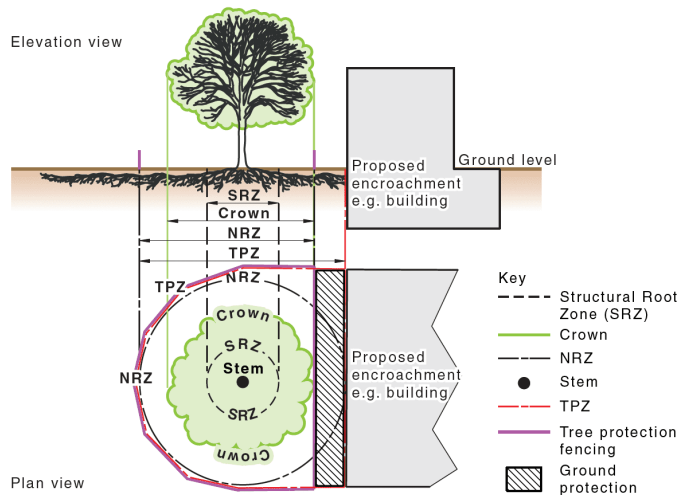 Elevation view
Proposed
encroachment
e.g. building
Ground level
SRZ
Crown
NRZ
TPZ
TPZ
NRZ
Crown
SRZ
Stem
NRZ
SRZ
Crown
Proposed
encroachment
e.g. building
Plan view
Key
Structural Root
Zone (SRZ)
Crown
NRZ
Stem
TPZ
Tree protection
fencing
Ground
protection